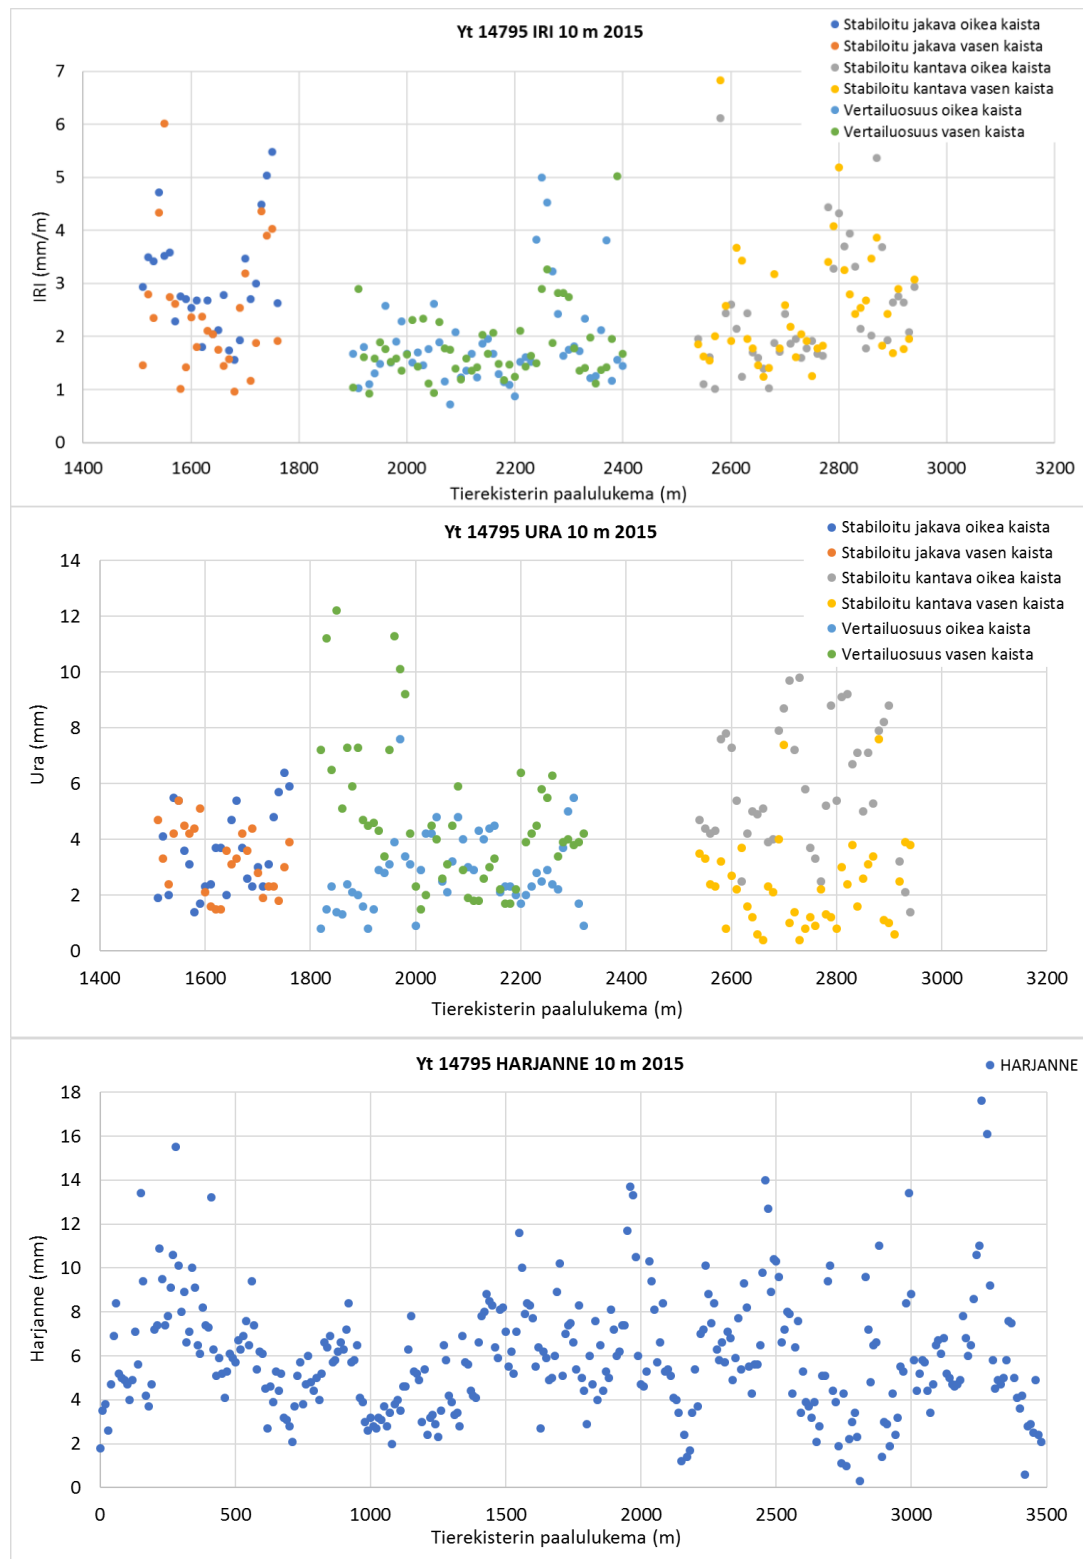 Yt 14795 IRI 10 m 2015
Stabiloitu jakava oikea kaista
Stabiloitu jakava vasen kaista
Stabiloitu kantava oikea kaista
Stabiloitu kantava vasen kaista
Vertailuosuus oikea kaista
Vertailuosuus vasen kaista
IRI (mm/m)
7
6
5
4
3
2
1
0
1400 1600 1800 2000 2200 2400 2600 2800 3000 3200
Tierekisterin paalulukema (m)
Yt 14795 URA 10 m 2015
Stabiloitu jakava oikea kaista
Stabiloitu jakava vasen kaista
Stabiloitu kantava oikea kaista
Stabiloitu kantava vasen kaista
Vertailuosuus oikea kaista
Vertailuosuus vasen kaista
Ura (mm)
14
12
10
8
6
4
2
0
1400 1600 1800 2000 2200 2400 2600 2800 3000 3200
Tierekisterin paalulukema (m)
Yt 14795 HARJANNE 10 m 2015
HARJANNE
Harjanne (mm)
18
16
14
12
10
8
6
4
2
0
0 500 1000 1500 2000 2500 3000 3500
Tierekisterin paalulukema (m)